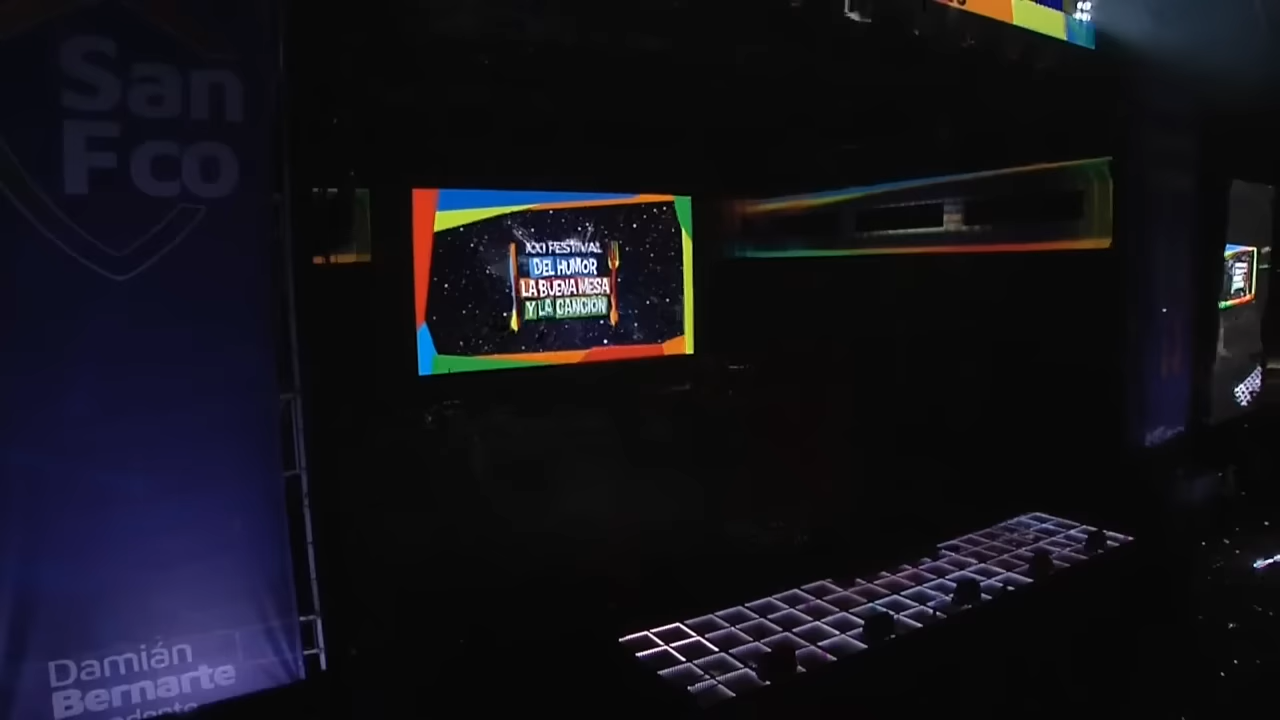 San
Fco
XXI FESTIVAL
DEL HUMOR
LA BUENA MESA
Y LA CANCIÓN
Damián
Bernarte